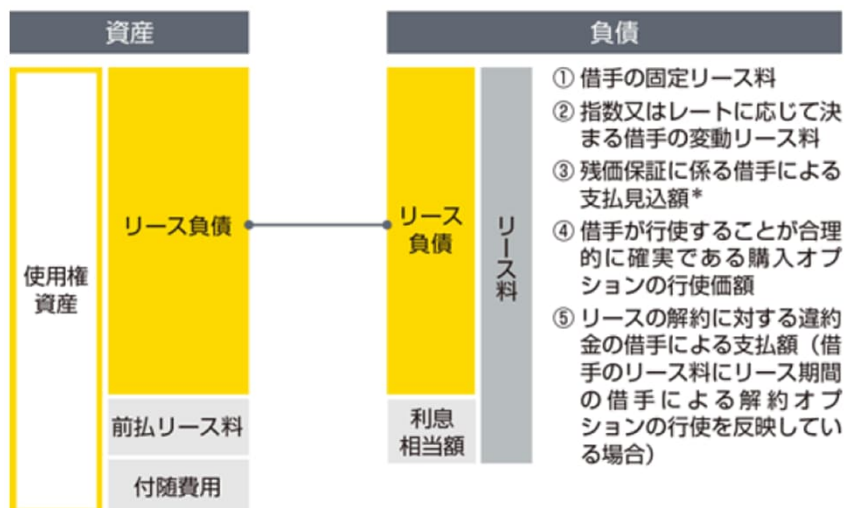 資産
負債
使用権
資産
リース負債
前払リース料
付随費用
リース
負債
利息
相当額
リース料
① 借手の固定リース料
② 指数又はレートに応じて決
まる借手の変動リース料
③ 残価保証に係る借手による
支払見込額*
④ 借手が行使することが合理
的に確実である購入オプ
ションの行使価額
⑤ リースの解約に対する違約
金の借手による支払額（借
手のリース料にリース期間
の借手による解約オプ
ションの行使を反映してい
る場合）